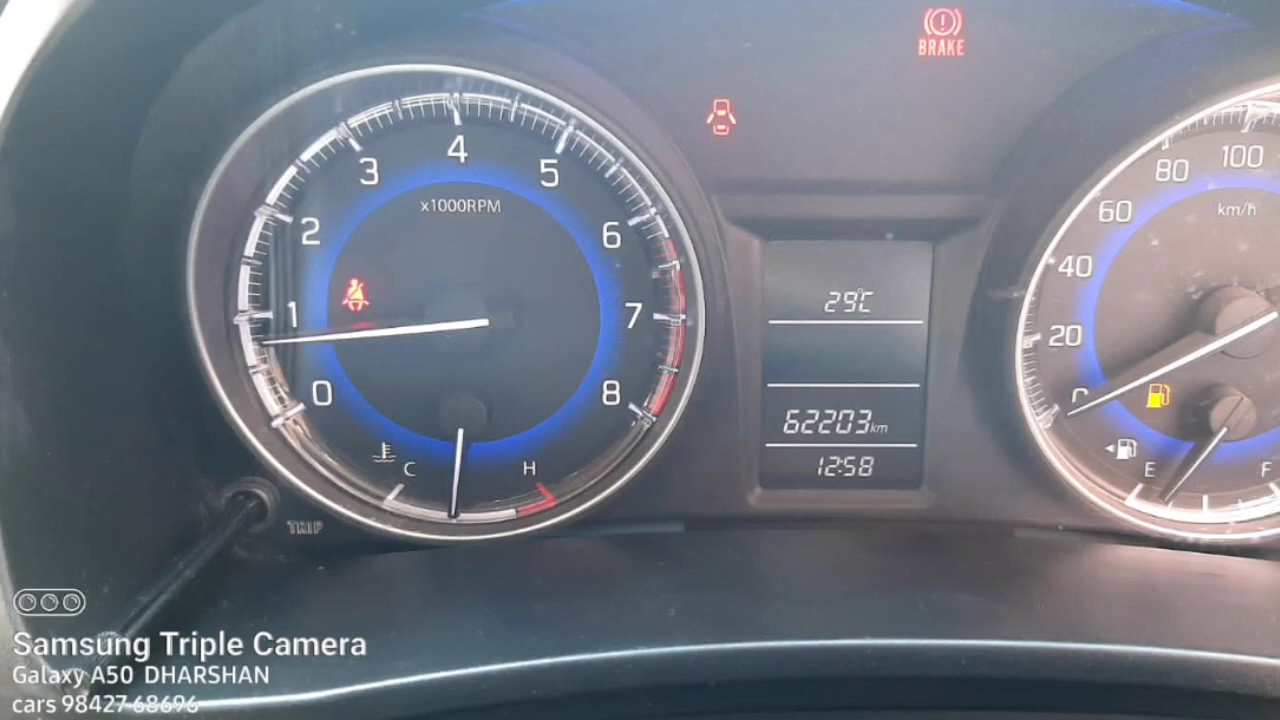 BRAKE
0
1
2
3
4
5
6
7
8
x1000RPM
C
H
TRIP
29°C
62203km
12:58
0
20
40
60
80
100
km/h
E
F
Samsung Triple Camera
Galaxy A50 DHARSHAN
cars 98427 68696